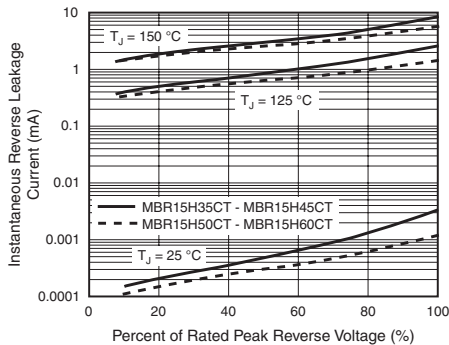 10
1
0.1
0.01
0.001
0.0001
Instantaneous Reverse Leakage
Current (mA)
T_J = 150 °C
T_J = 125 °C
MBR15H35CT - MBR15H45CT
MBR15H50CT - MBR15H60CT
T_J = 25 °C
0 20 40 60 80 100
Percent of Rated Peak Reverse Voltage (%)